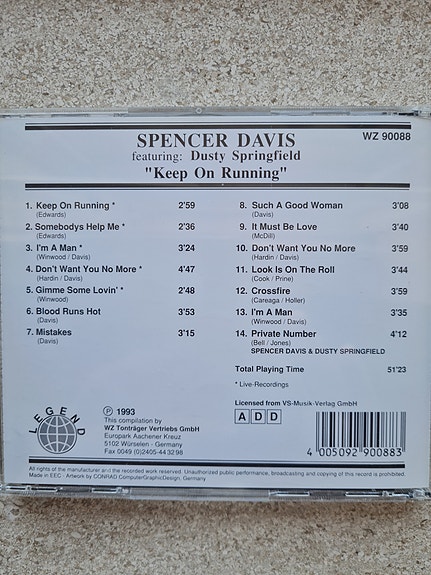 SPENCER DAVIS
WZ 90088
featuring: Dusty Springfield
"Keep On Running"
1. Keep On Running * 2'59
(Edwards)
2. Somebodys Help Me * 2'36
(Edwards)
3. I'm A Man * 3'24
(Winwood / Davis)
4. Don't Want You No More * 4'47
(Hardin / Davis)
5. Gimme Some Lovin' * 2'48
(Winwood)
6. Blood Runs Hot 3'53
(Davis)
7. Mistakes 3'15
(Davis)
8. Such A Good Woman 3'08
(Davis)
9. It Must Be Love 3'40
(McDill)
10. Don't Want You No More 3'59
(Hardin / Davis)
11. Look Is On The Roll 3'44
(Cook / Prine)
12. Crossfire 3'59
(Careaga / Holler)
13. I'm A Man 3'35
(Winwood / Davis)
14. Private Number 4'12
(Bell / Jones)
SPENCER DAVIS & DUSTY SPRINGFIELD
Total Playing Time 51'23
* Live-Recordings
Licensed from VS-Musik-Verlag GmbH
ADD
LEGEND
℗ 1993
This compilation by
WZ Tonträger Vertriebs GmbH
Europark Aachener Kreuz
5102 Würselen - Germany
Fax 0049 (0)2405-44 32 98
4 005092 900883
All rights of the manufacturer and the recorded work reserved. Unauthorized public performance, broadcasting and copying of this record is prohibited.
Made in EEC - Artwork by CONRAD ComputerGraphicDesign, Germany